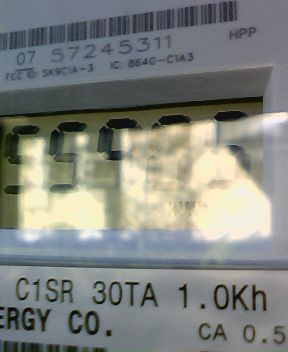 HPP
07 57245311
FCC ID: SK9C1A-3 IC: 864G-C1A3
C1SR 30TA 1.0Kh
ERGY CO.
CA 0.5